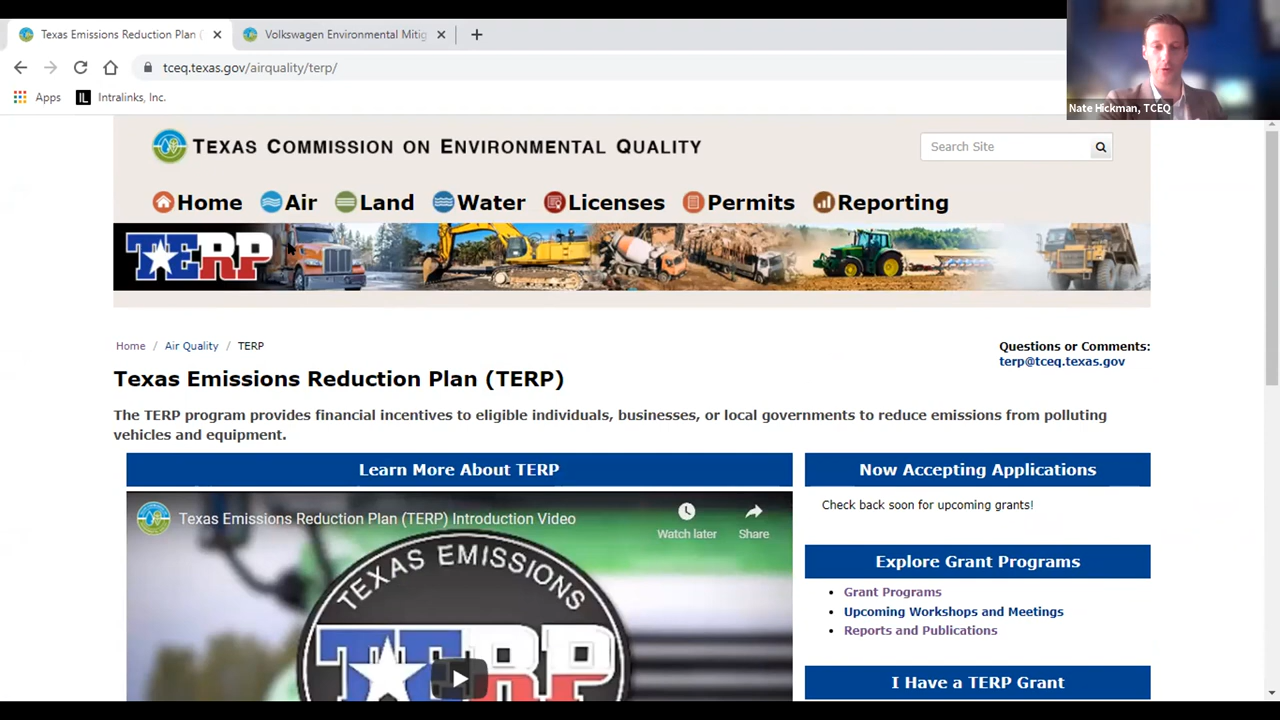 Texas Emissions Reduction Plan (
Volkswagen Environmental Mitig
tceq.texas.gov/airquality/terp/
Apps
Intralinks, Inc.
Nate Hickman, TCEQ
TEXAS COMMISSION ON ENVIRONMENTAL QUALITY
Search Site
Home
Air
Land
Water
Licenses
Permits
Reporting
TERP
Home / Air Quality / TERP
Questions or Comments:
terp@tceq.texas.gov
Texas Emissions Reduction Plan (TERP)
The TERP program provides financial incentives to eligible individuals, businesses, or local governments to reduce emissions from polluting
vehicles and equipment.
Learn More About TERP
Texas Emissions Reduction Plan (TERP) Introduction Video
Watch later
Share
TEXAS EMISSIONS
TERP
Now Accepting Applications
Check back soon for upcoming grants!
Explore Grant Programs
Grant Programs
Upcoming Workshops and Meetings
Reports and Publications
I Have a TERP Grant